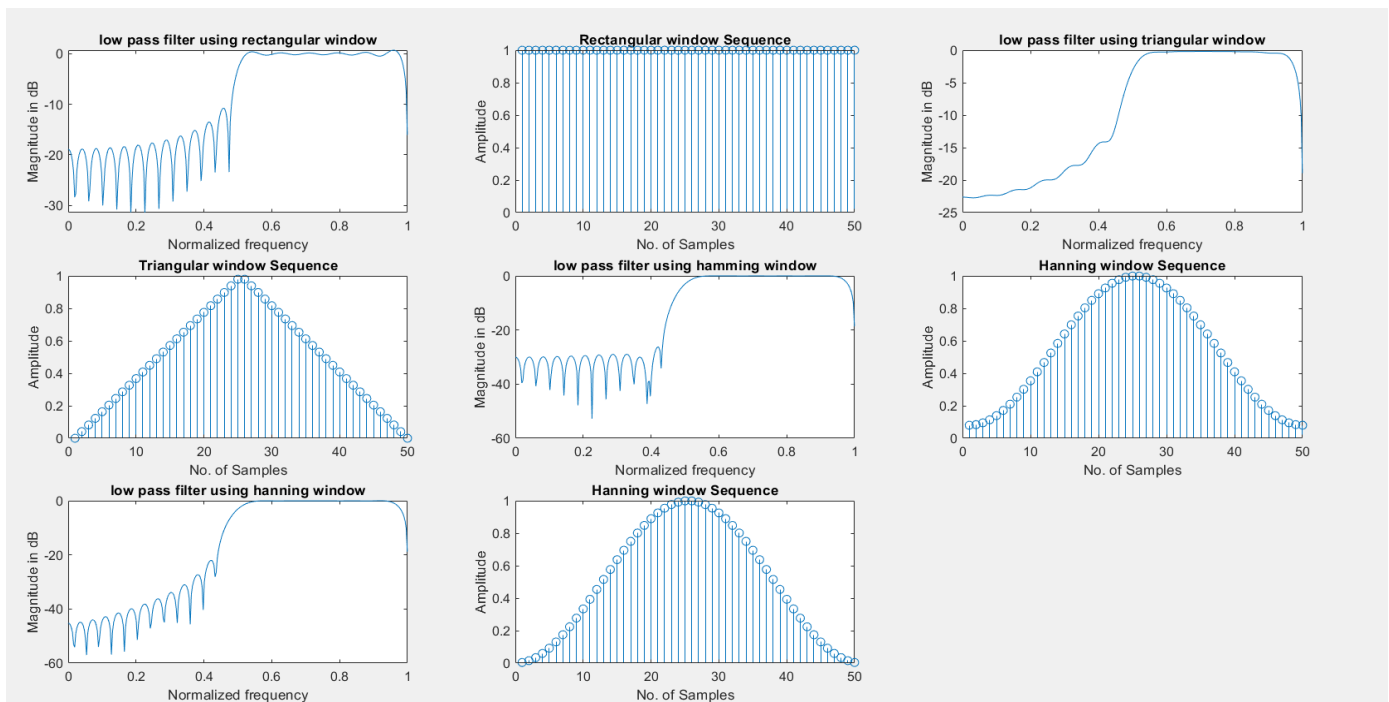 low pass filter using rectangular window
Magnitude in dB
0
-10
-20
-30
0 0.2 0.4 0.6 0.8 1
Normalized frequency
Rectangular window Sequence
Amplitude
1
0.8
0.6
0.4
0.2
0
0 10 20 30 40 50
No. of Samples
low pass filter using triangular window
Magnitude in dB
0
-5
-10
-15
-20
-25
0 0.2 0.4 0.6 0.8 1
Normalized frequency
Triangular window Sequence
Amplitude
1
0.8
0.6
0.4
0.2
0
0 10 20 30 40 50
No. of Samples
low pass filter using hamming window
Magnitude in dB
0
-20
-40
-60
0 0.2 0.4 0.6 0.8 1
Normalized frequency
Hanning window Sequence
Amplitude
1
0.8
0.6
0.4
0.2
0
0 10 20 30 40 50
No. of Samples
low pass filter using hanning window
Magnitude in dB
0
-20
-40
-60
0 0.2 0.4 0.6 0.8 1
Normalized frequency
Hanning window Sequence
Amplitude
1
0.8
0.6
0.4
0.2
0
0 10 20 30 40 50
No. of Samples